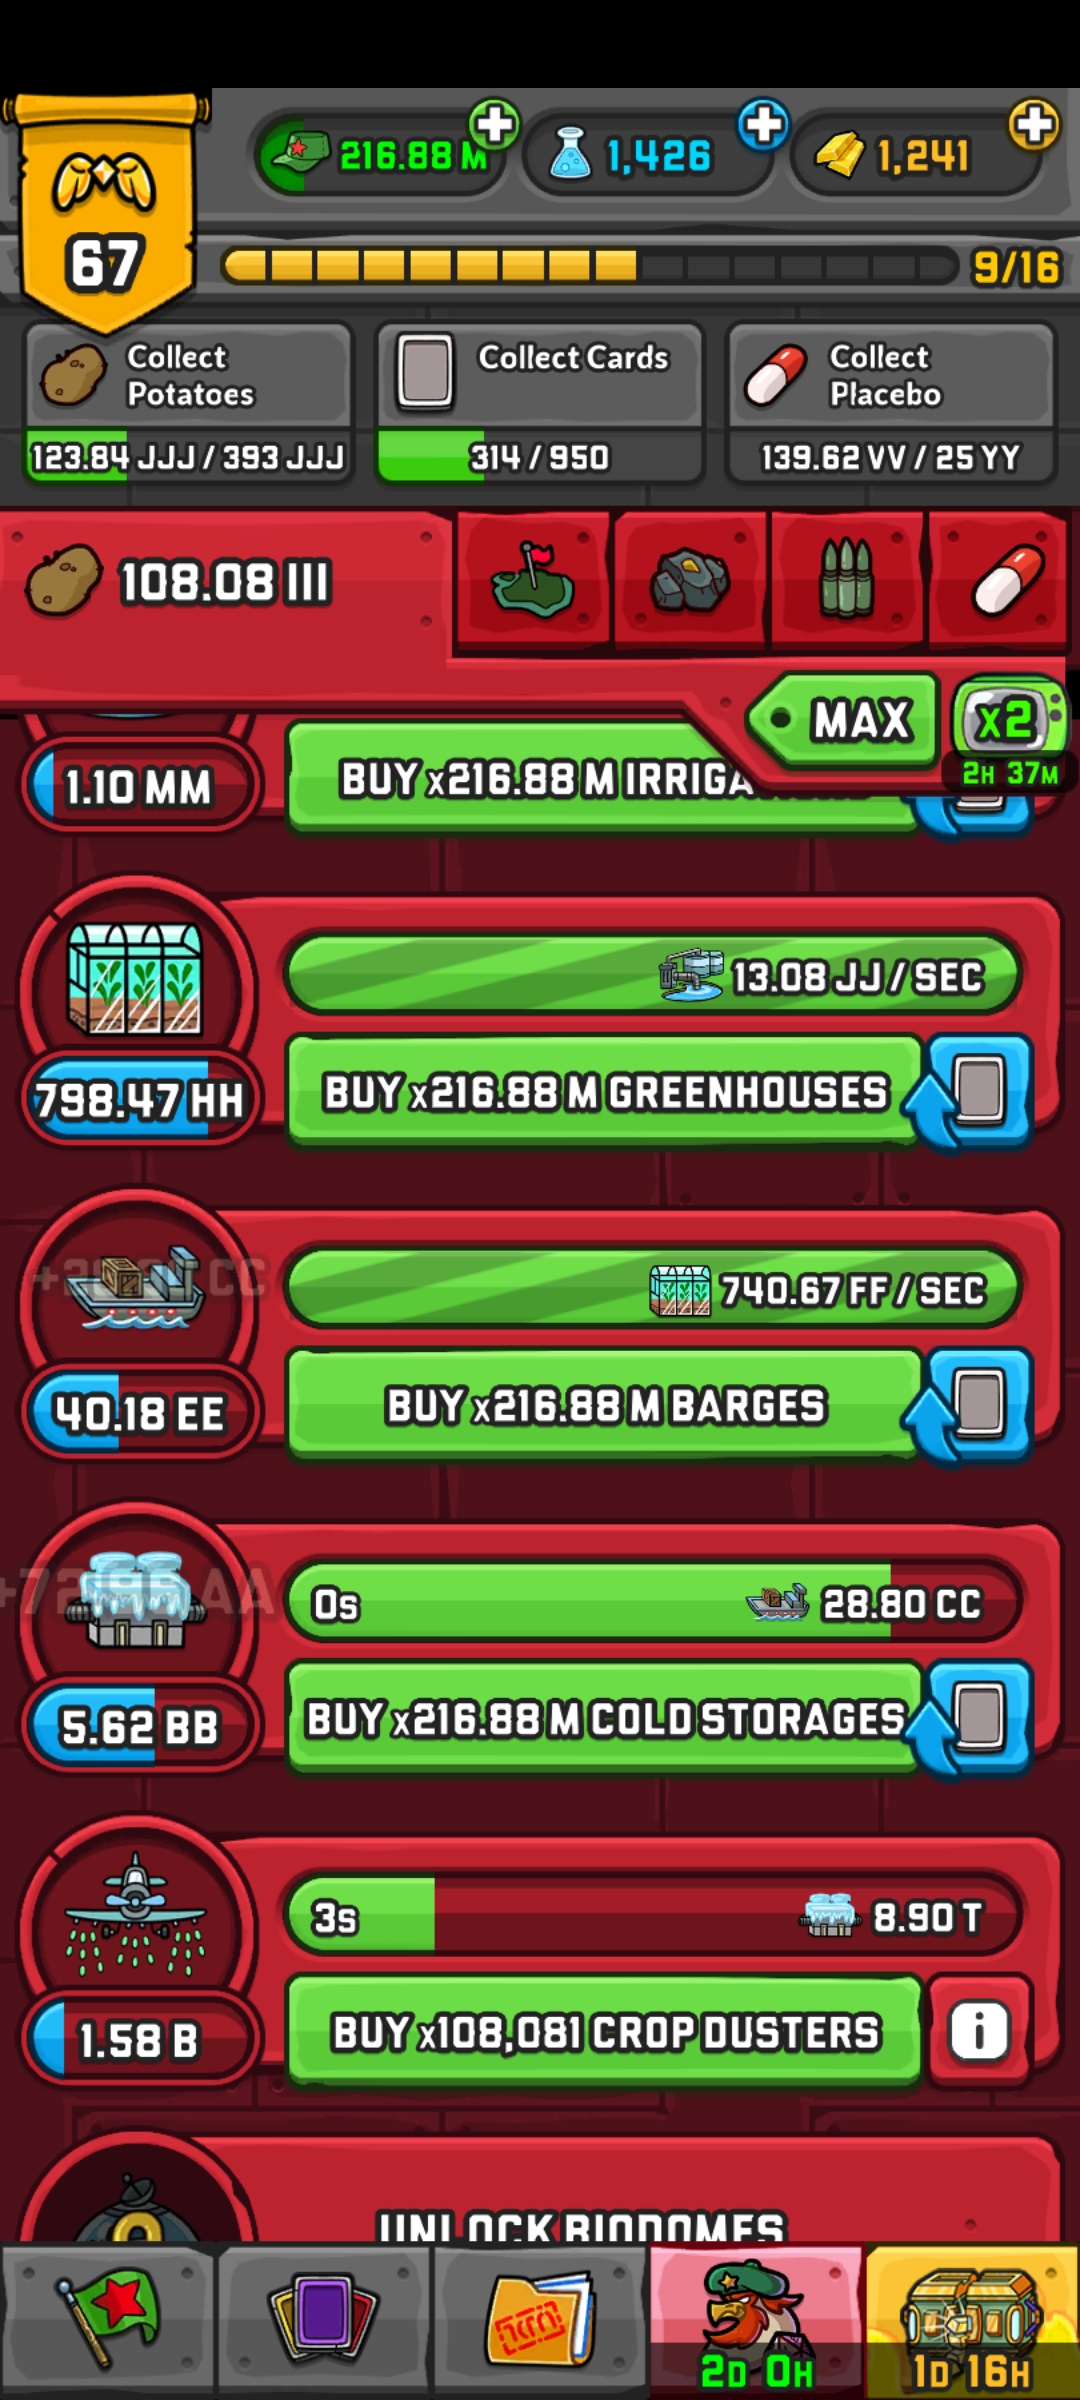 216.88 M
1,426
1,241
67
9/16
Collect
Potatoes
123.84 JJJ / 393 JJJ
Collect Cards
314 / 950
Collect
Placebo
139.62 VV / 25 YY
108.08 III
MAX
x2
2H 37M
1.10 MM
BUY x216.88 M
13.08 JJ / SEC
798.47 HH
BUY x216.88 M GREENHOUSES
740.67 FF / SEC
40.18 EE
BUY x216.88 M BARGES
0s
28.80 CC
5.62 BB
BUY x216.88 M COLD STORAGES
3s
8.90 T
1.58 B
BUY x108,081 CROP DUSTERS
i
UNLOCK BIODOMES
2D 0H
1D 16H